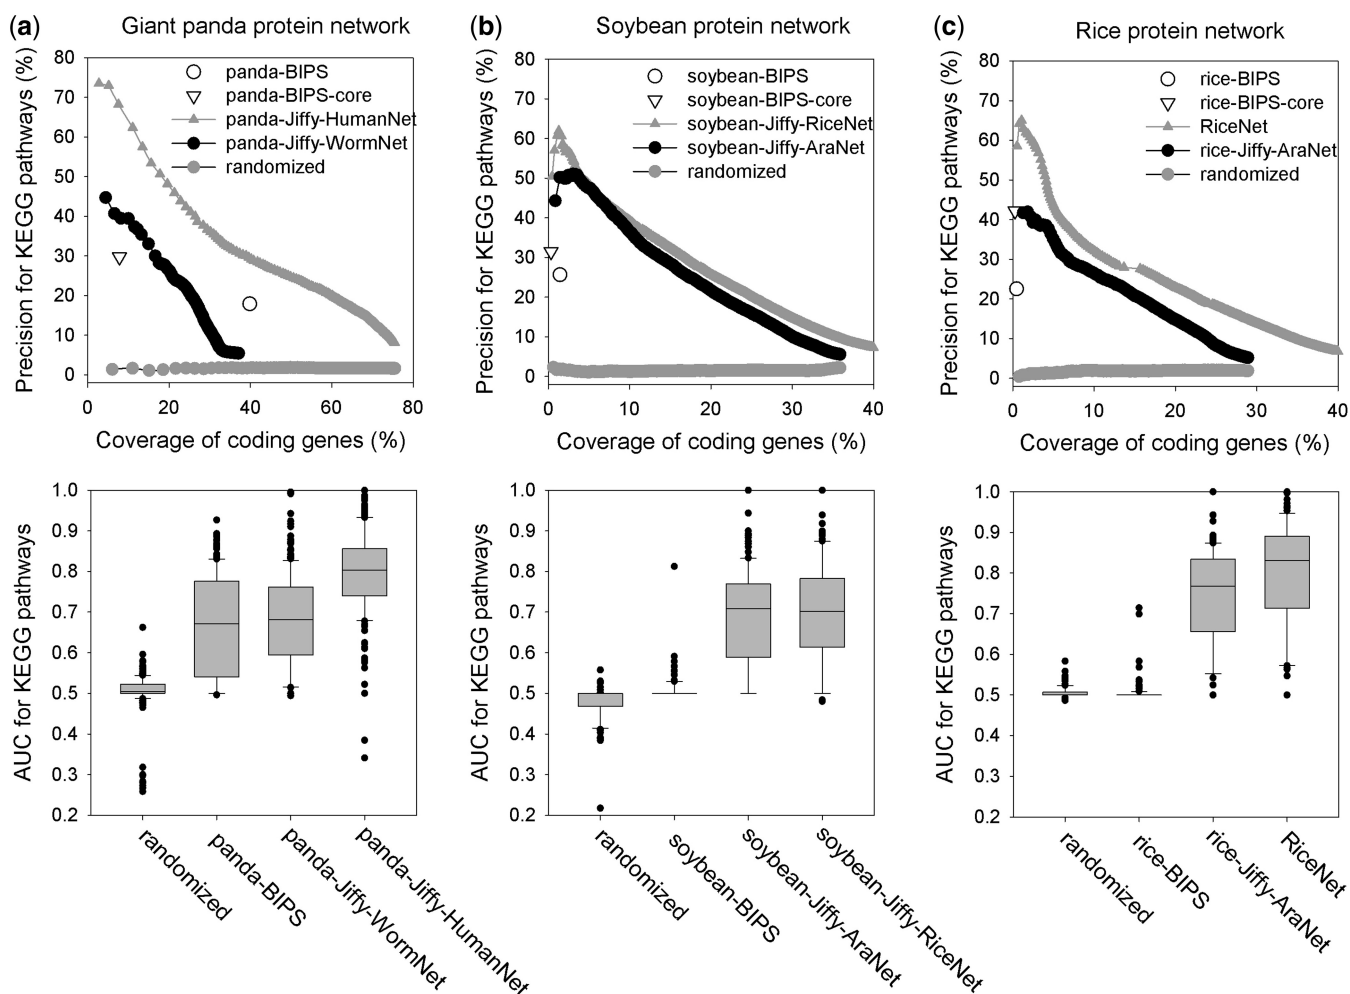 (a) Giant panda protein network
Precision for KEGG pathways (%)
80
70
60
50
40
30
20
10
0
panda-BIPS
panda-BIPS-core
panda-Jiffy-HumanNet
panda-Jiffy-WormNet
randomized
0 20 40 60 80
Coverage of coding genes (%)
(b) Soybean protein network
Precision for KEGG pathways (%)
80
70
60
50
40
30
20
10
0
soybean-BIPS
soybean-BIPS-core
soybean-Jiffy-RiceNet
soybean-Jiffy-AraNet
randomized
0 10 20 30 40
Coverage of coding genes (%)
(c) Rice protein network
Precision for KEGG pathways (%)
80
70
60
50
40
30
20
10
0
rice-BIPS
rice-BIPS-core
RiceNet
rice-Jiffy-AraNet
randomized
0 10 20 30 40
Coverage of coding genes (%)
AUC for KEGG pathways
1.0
0.9
0.8
0.7
0.6
0.5
0.4
0.3
0.2
randomized
panda-BIPS
panda-Jiffy-WormNet
panda-Jiffy-HumanNet
AUC for KEGG pathways
1.0
0.9
0.8
0.7
0.6
0.5
0.4
0.3
0.2
randomized
soybean-BIPS
soybean-Jiffy-AraNet
soybean-Jiffy-RiceNet
AUC for KEGG pathways
1.0
0.9
0.8
0.7
0.6
0.5
0.4
0.3
0.2
randomized
rice-BIPS
rice-Jiffy-AraNet
RiceNet